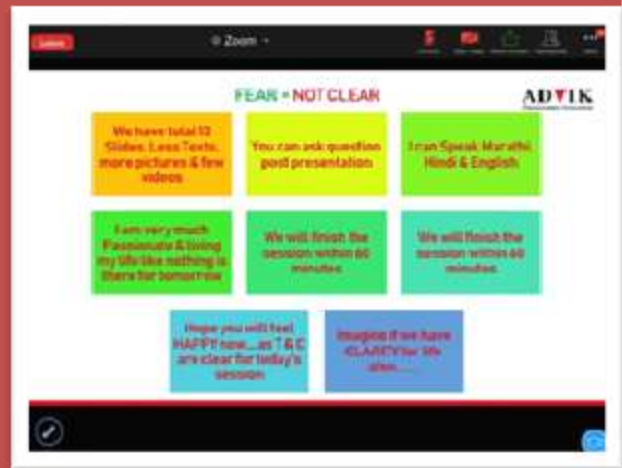 Leave
Zoom
FEAR = NOT CLEAR
ADVIK
We have total 13
Slides, Less Texts,
more pictures & few
videos
You can ask question
post presentation
I can Speak Marathi,
Hindi & English
I am very much
Passionate & living
my life like nothing is
there for tomorrow
We will finish the
session within 60
minutes
We will finish the
session within 60
minutes
Hope you will feel
HAPPY now....as T & C
are clear for today's
session
Imagine if we have
CLARITY for life
also......